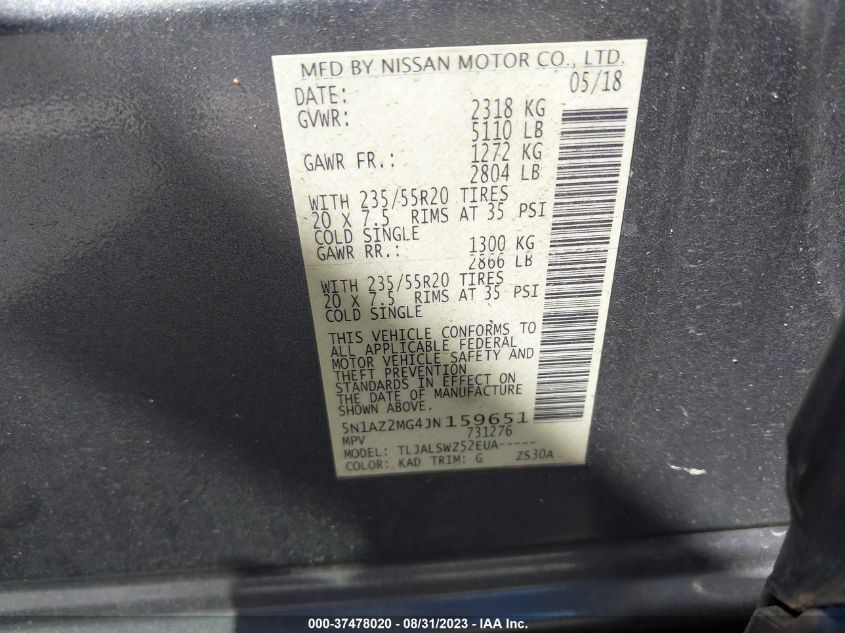 MFD BY NISSAN MOTOR CO., LTD.
DATE: 05/18
GVWR: 2318 KG
5110 LB
GAWR FR.: 1272 KG
2804 LB
WITH 235/55R20 TIRES
20 X 7.5 RIMS AT 35 PSI
COLD SINGLE
GAWR RR.: 1300 KG
2866 LB
WITH 235/55R20 TIRES
20 X 7.5 RIMS AT 35 PSI
COLD SINGLE
THIS VEHICLE CONFORMS TO
ALL APPLICABLE FEDERAL
MOTOR VEHICLE SAFETY AND
THEFT PREVENTION
STANDARDS IN EFFECT ON
THE DATE OF MANUFACTURE
SHOWN ABOVE.
5N1AZ2MG4JN159651
MPV 731276
MODEL: TLJALSWZ52EUA-----
COLOR: KAD TRIM: G ZS30A
000-37478020 - 08/31/2023 - IAA Inc.